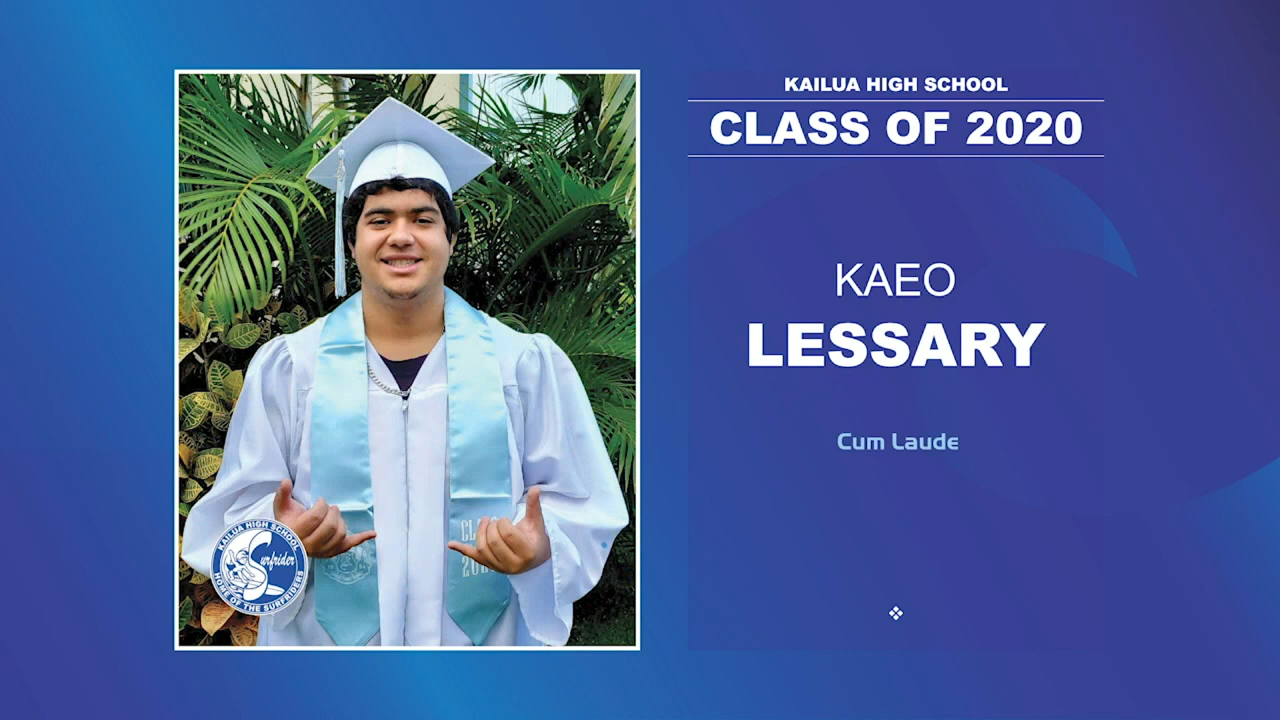 KAILUA HIGH SCHOOL
CLASS OF 2020
KAEO
LESSARY
Cum Laude
KAILUA HIGH SCHOOL
Surfrider
HOME OF THE SURFRIDERS